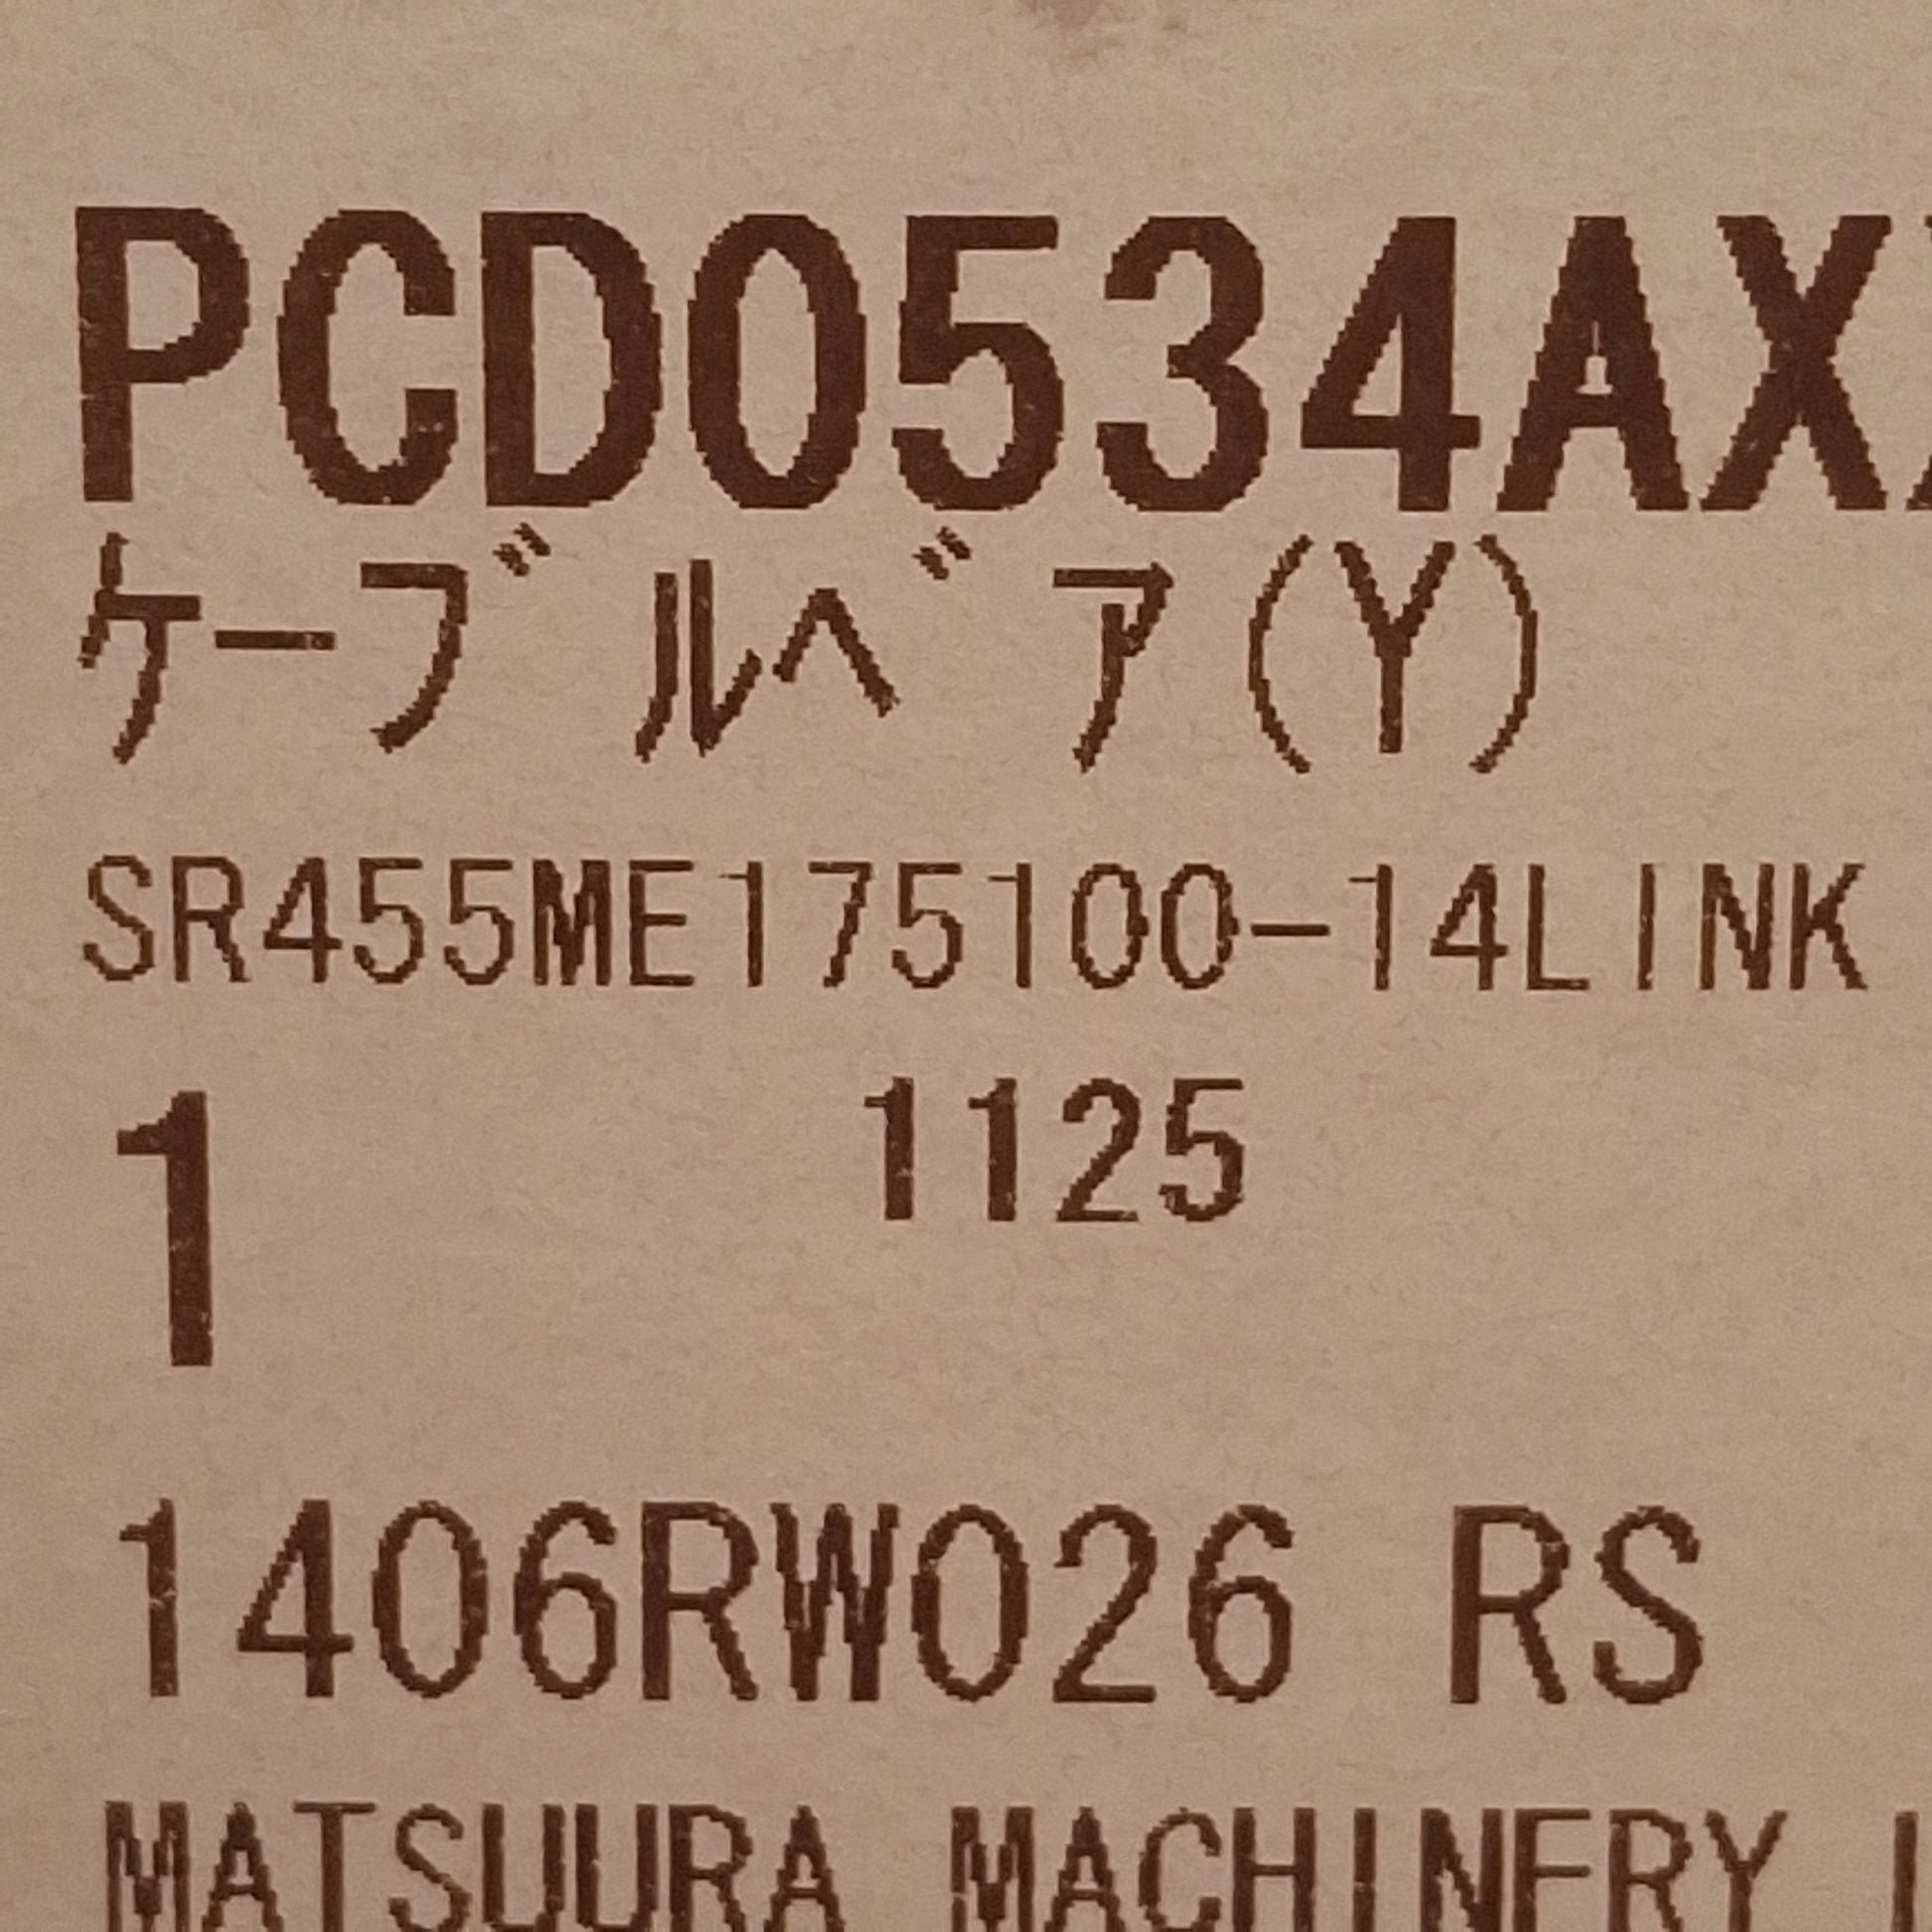 PCD0534AX
ｹｰﾌﾞﾙﾍﾞｱ(Y)
SR455ME175100-14LINK
1 1125
1406RW026 RS
MATSUURA MACHINERY